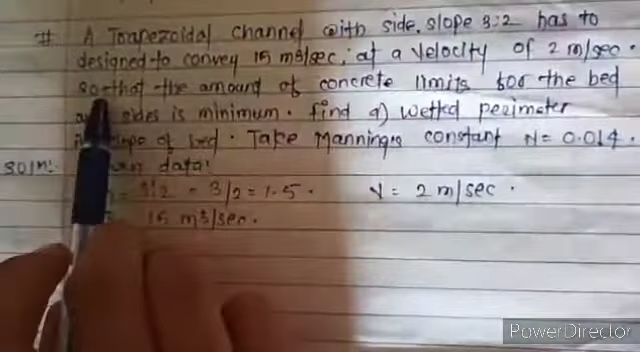 # A Trapezoidal channel with side slope 3:2 has to
designed to convey 15 m3/sec, at a velocity of 2 m/sec.
so that the amount of concrete limits for the bed
sides is minimum. find a) wetted perimeter
of bed. Take Manning's constant N = 0.014.
soln: data:
3:2 = 3/2 = 1.5. V = 2 m/sec.
15 m3/sec.
PowerDirector